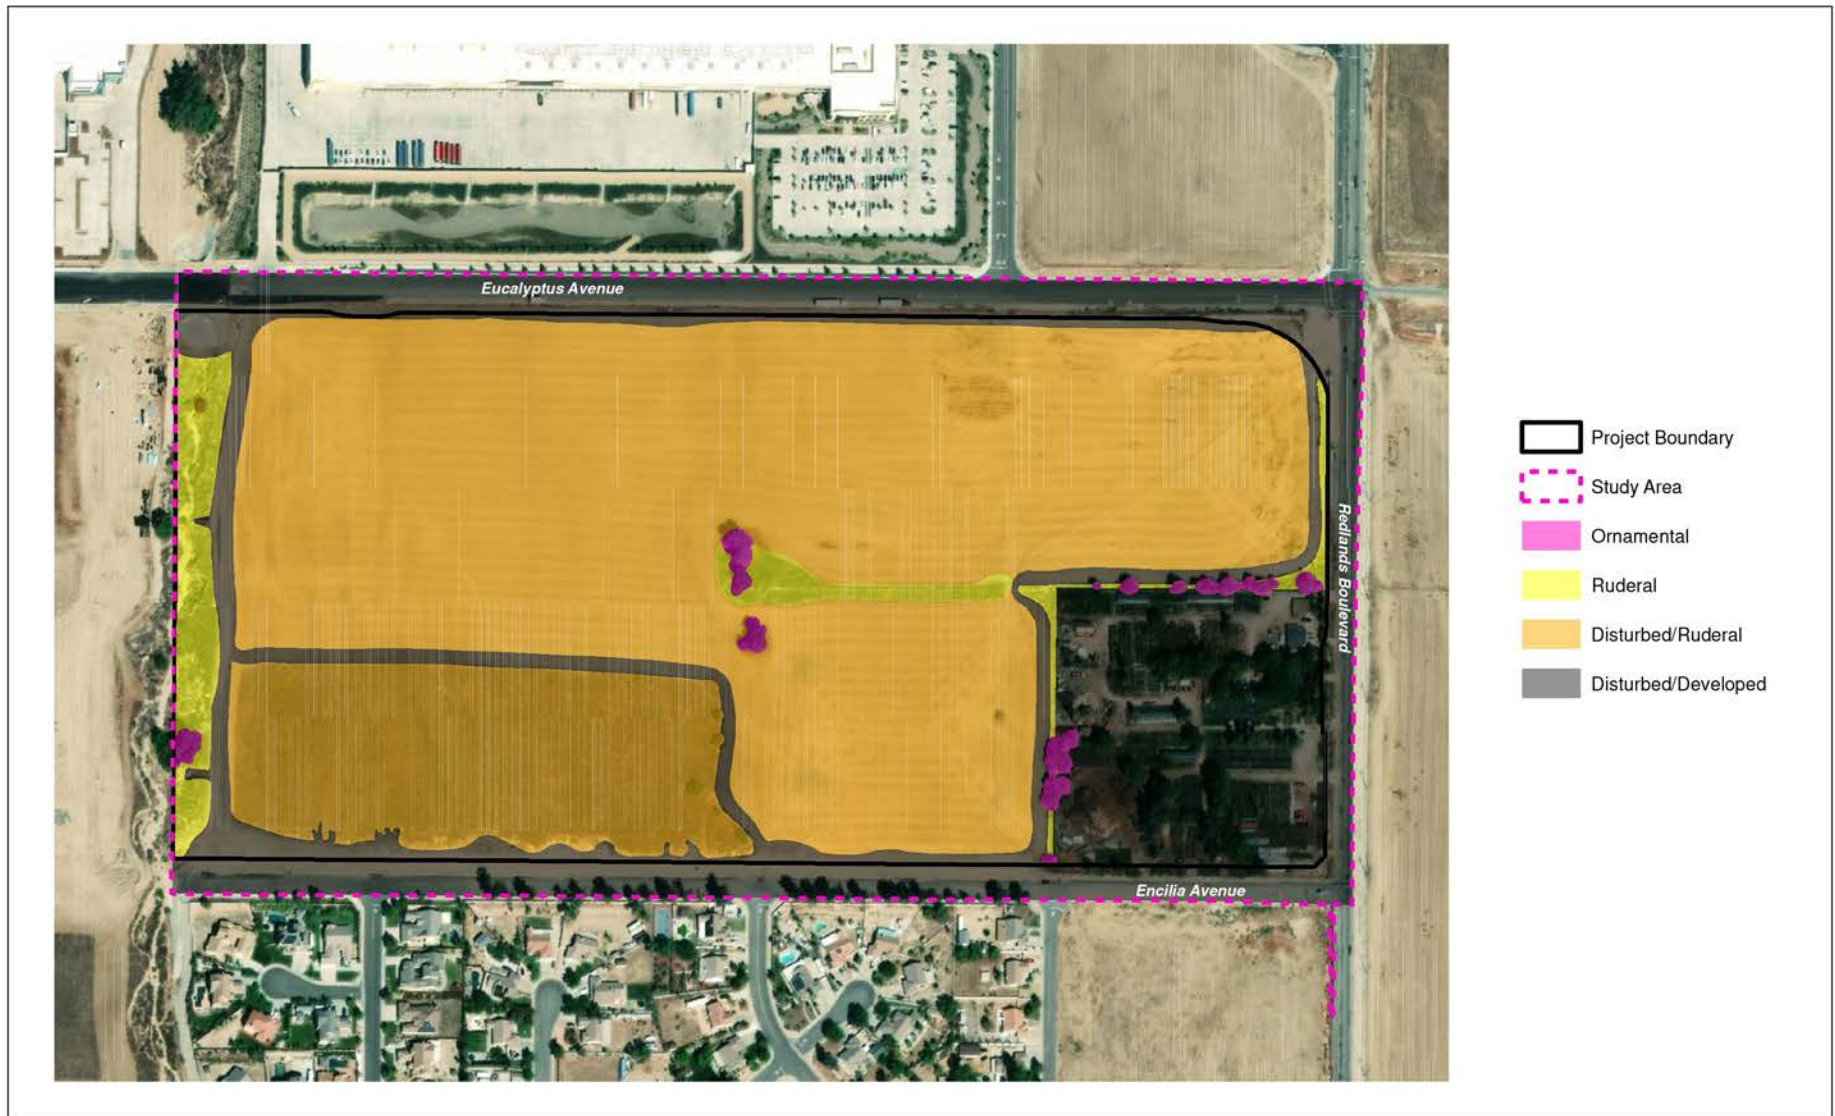 Eucalyptus Avenue
Redlands Boulevard
Encilia Avenue
Project Boundary
Study Area
Ornamental
Ruderal
Disturbed/Ruderal
Disturbed/Developed